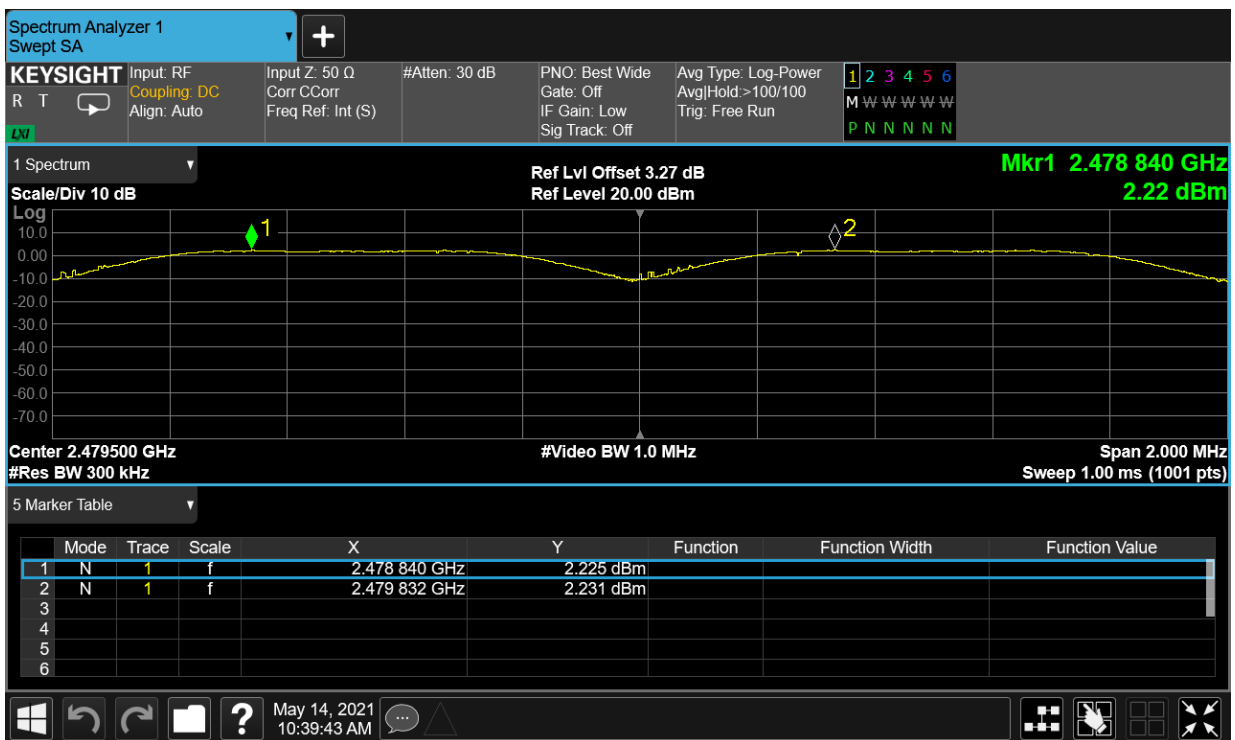 Spectrum Analyzer 1
Swept SA
+
KEYSIGHT
R T
LXI
Input: RF
Coupling: DC
Align: Auto
Input Z: 50 Ω
Corr CCorr
Freq Ref: Int (S)
#Atten: 30 dB
PNO: Best Wide
Gate: Off
IF Gain: Low
Sig Track: Off
Avg Type: Log-Power
Avg|Hold:>100/100
Trig: Free Run
1 2 3 4 5 6
M W W W W W
P N N N N N
1 Spectrum
Scale/Div 10 dB
Ref Lvl Offset 3.27 dB
Ref Level 20.00 dBm
Mkr1 2.478 840 GHz
2.22 dBm
Log
10.0
0.00
-10.0
-20.0
-30.0
-40.0
-50.0
-60.0
-70.0
1
2
Center 2.479500 GHz
#Video BW 1.0 MHz
Span 2.000 MHz
#Res BW 300 kHz
Sweep 1.00 ms (1001 pts)
5 Marker Table
Mode Trace Scale X Y Function Function Width Function Value
1 N 1 f 2.478 840 GHz 2.225 dBm
2 N 1 f 2.479 832 GHz 2.231 dBm
3
4
5
6
?
May 14, 2021
10:39:43 AM